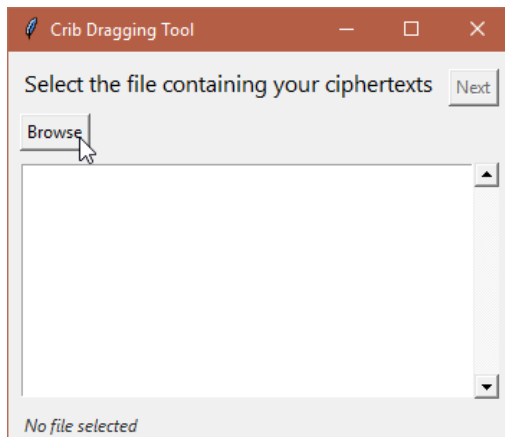 Crib Dragging Tool
Select the file containing your ciphertexts
Next
Browse
No file selected